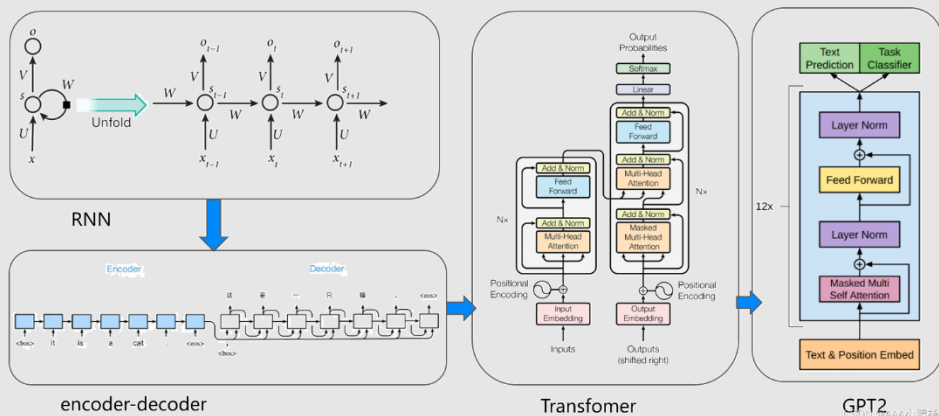 o
V
s
W
U
x
Unfold
o t-1
o t
o t+1
V
V
V
W
s t-1
s t
s t+1
W
W
W
U
U
U
x t-1
x t
x t+1
RNN
Encoder
Decoder
一
只
<eos>
<bos>
it
is
a
cat
.
<eos>
<bos>
encoder-decoder
Output
Probabilities
Softmax
Linear
Add & Norm
Feed
Forward
Add & Norm
Multi-Head
Attention
Add & Norm
Feed
Forward
N×
N×
Add & Norm
Multi-Head
Attention
Add & Norm
Masked
Multi-Head
Attention
Positional
Encoding
Positional
Encoding
Input
Embedding
Output
Embedding
Inputs
Outputs
(shifted right)
Transfomer
Text
Prediction
Task
Classifier
Layer Norm
Feed Forward
12x
Layer Norm
Masked Multi
Self Attention
Text & Position Embed
GPT2